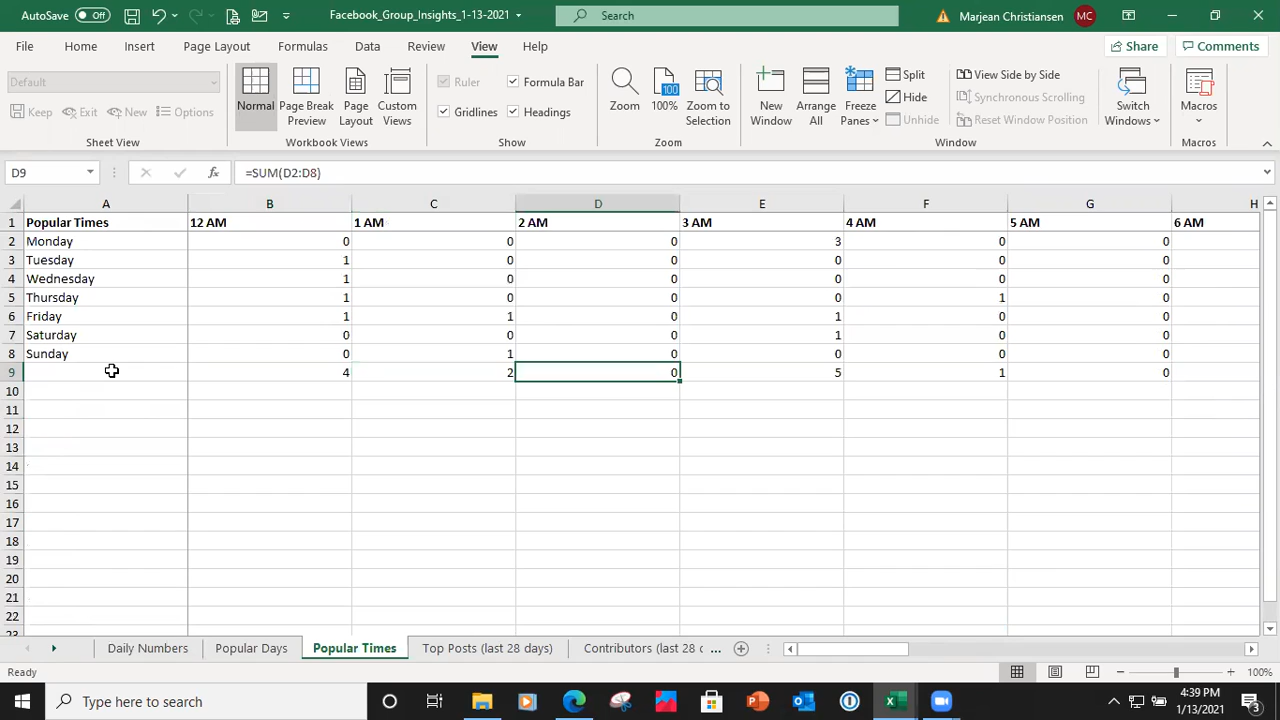 AutoSave Off Facebook_Group_Insights_1-13-2021 Search Marjean Christiansen MC
File Home Insert Page Layout Formulas Data Review View Help Share Comments
Default Keep Exit New Options
Sheet View
Normal Page Break Preview Page Layout Custom Views
Workbook Views
Ruler Formula Bar
Gridlines Headings
Show
Zoom 100 100% Zoom to Selection
Zoom
New Window Arrange All Freeze Panes
Split View Side by Side
Hide Synchronous Scrolling
Unhide Reset Window Position
Switch Windows
Window
Macros
Macros
D9 fx =SUM(D2:D8)
A B C D E F G H
1 Popular Times 12 AM 1 AM 2 AM 3 AM 4 AM 5 AM 6 AM
2 Monday 0 0 0 3 0 0
3 Tuesday 1 0 0 0 0 0
4 Wednesday 1 0 0 0 0 0
5 Thursday 1 0 0 0 1 0
6 Friday 1 1 0 1 0 0
7 Saturday 0 0 0 1 0 0
8 Sunday 0 1 0 0 0 0
9 4 2 0 5 1 0
10
11
12
13
14
15
16
17
18
19
20
21
22
23
Daily Numbers Popular Days Popular Times Top Posts (last 28 days) Contributors (last 28 c ...
Ready 100%
Type here to search 4:39 PM
1/13/2021 3